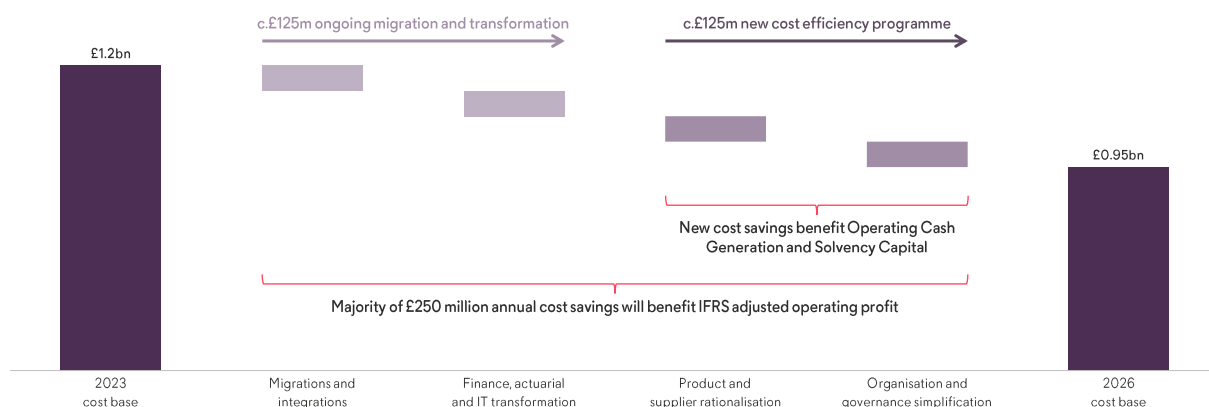 c.£125m ongoing migration and transformation
c.£125m new cost efficiency programme
£1.2bn
£0.95bn
New cost savings benefit Operating Cash
Generation and Solvency Capital
Majority of £250 million annual cost savings will benefit IFRS adjusted operating profit
2023
cost base
Migrations and
integrations
Finance, actuarial
and IT transformation
Product and
supplier rationalisation
Organisation and
governance simplification
2026
cost base